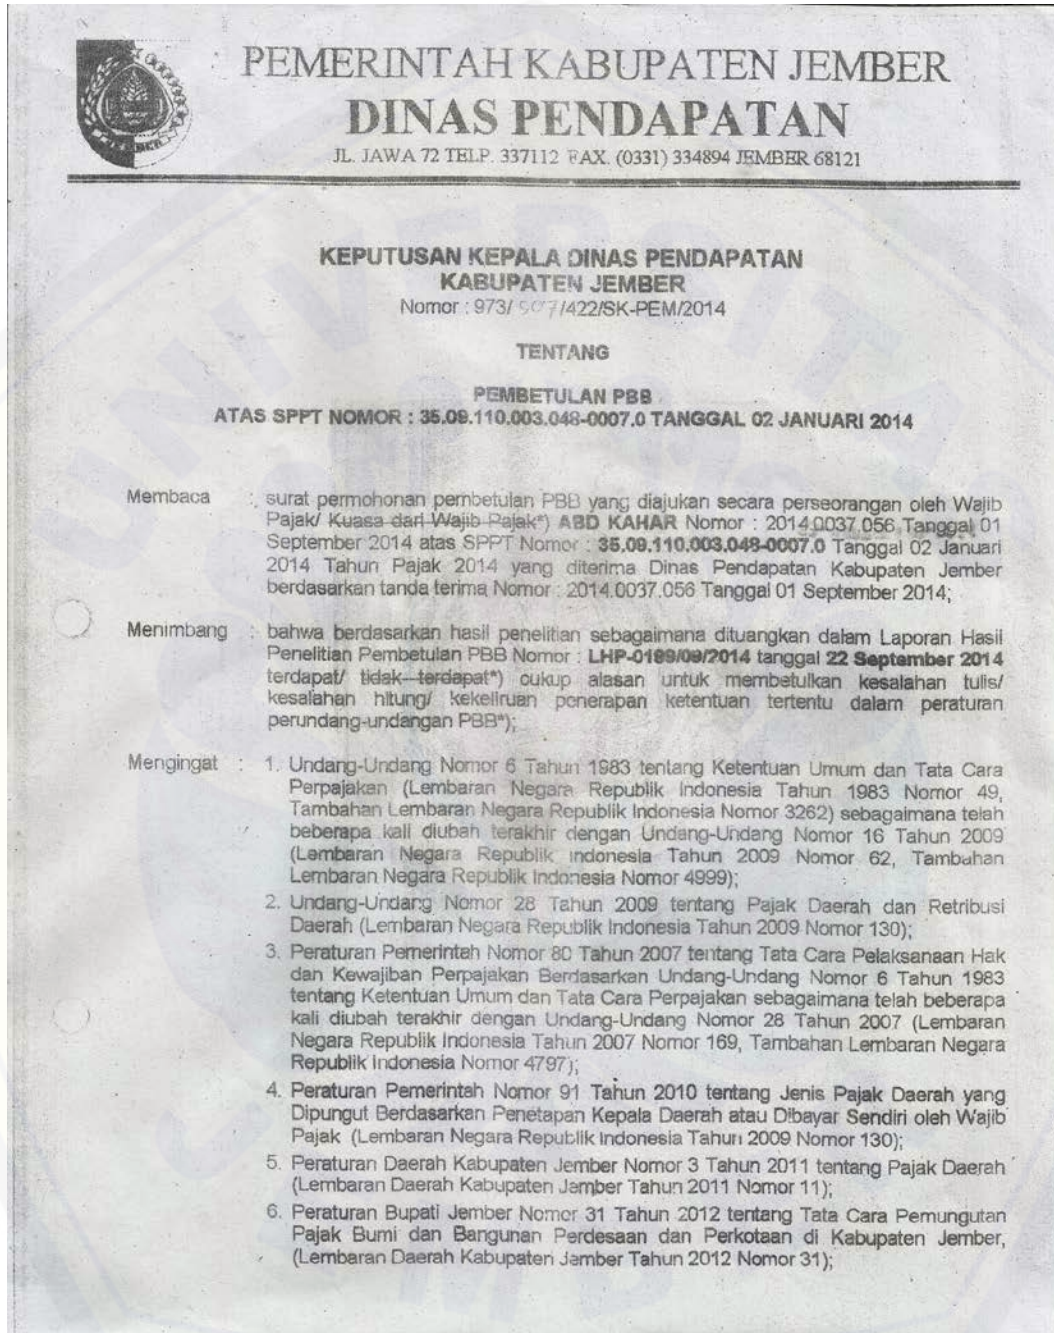 PEMERINTAH KABUPATEN JEMBER
DINAS PENDAPATAN
JL. JAWA 72 TELP. 337112 FAX. (0331) 334894 JEMBER 68121
KEPUTUSAN KEPALA DINAS PENDAPATAN
KABUPATEN JEMBER
Nomor : 973/ /422/SK-PEM/2014
TENTANG
PEMBETULAN PBB
ATAS SPPT NOMOR : 35.09.110.003.048-0007.0 TANGGAL 02 JANUARI 2014
Membaca : surat permohonan pembetulan PBB yang diajukan secara perseorangan oleh Wajib
Pajak/ Kuasa dari Wajib Pajak*) ABD KAHAR Nomor : 2014.0037.056 Tanggal 01
September 2014 atas SPPT Nomor : 35.09.110.003.048-0007.0 Tanggal 02 Januari
2014 Tahun Pajak 2014 yang diterima Dinas Pendapatan Kabupaten Jember
berdasarkan tanda terima Nomor : 2014.0037.056 Tanggal 01 September 2014;
Menimbang : bahwa berdasarkan hasil penelitian sebagaimana dituangkan dalam Laporan Hasil
Penelitian Pembetulan PBB Nomor : LHP-0199/09/2014 tanggal 22 September 2014
terdapat/ tidak terdapat*) cukup alasan untuk membetulkan kesalahan tulis/
kesalahan hitung/ kekeliruan penerapan ketentuan tertentu dalam peraturan
perundang-undangan PBB*);
Mengingat : 1. Undang-Undang Nomor 6 Tahun 1983 tentang Ketentuan Umum dan Tata Cara
Perpajakan (Lembaran Negara Republik Indonesia Tahun 1983 Nomor 49,
Tambahan Lembaran Negara Republik Indonesia Nomor 3262) sebagaimana telah
beberapa kali diubah terakhir dengan Undang-Undang Nomor 16 Tahun 2009
(Lembaran Negara Republik Indonesia Tahun 2009 Nomor 62, Tambahan
Lembaran Negara Republik Indonesia Nomor 4999);
2. Undang-Undang Nomor 28 Tahun 2009 tentang Pajak Daerah dan Retribusi
Daerah (Lembaran Negara Republik Indonesia Tahun 2009 Nomor 130);
3. Peraturan Pemerintah Nomor 80 Tahun 2007 tentang Tata Cara Pelaksanaan Hak
dan Kewajiban Perpajakan Berdasarkan Undang-Undang Nomor 6 Tahun 1983
tentang Ketentuan Umum dan Tata Cara Perpajakan sebagaimana telah beberapa
kali diubah terakhir dengan Undang-Undang Nomor 28 Tahun 2007 (Lembaran
Negara Republik Indonesia Tahun 2007 Nomor 169, Tambahan Lembaran Negara
Republik Indonesia Nomor 4797);
4. Peraturan Pemerintah Nomor 91 Tahun 2010 tentang Jenis Pajak Daerah yang
Dipungut Berdasarkan Penetapan Kepala Daerah atau Dibayar Sendiri oleh Wajib
Pajak (Lembaran Negara Republik Indonesia Tahun 2009 Nomor 130);
5. Peraturan Daerah Kabupaten Jember Nomor 3 Tahun 2011 tentang Pajak Daerah
(Lembaran Daerah Kabupaten Jember Tahun 2011 Nomor 11);
6. Peraturan Bupati Jember Nomor 31 Tahun 2012 tentang Tata Cara Pemungutan
Pajak Bumi dan Bangunan Perdesaan dan Perkotaan di Kabupaten Jember,
(Lembaran Daerah Kabupaten Jember Tahun 2012 Nomor 31);